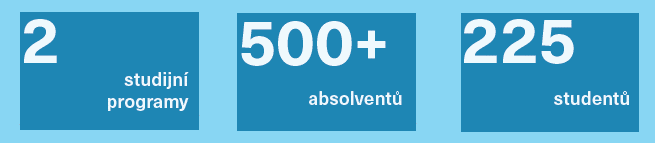 2
studijní
programy
500+
absolventů
225
studentů